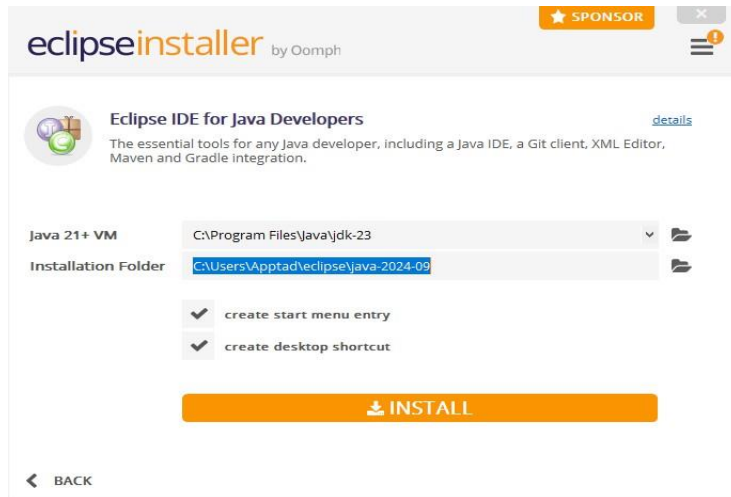 ★ SPONSOR
eclipseinstaller by Oomph
Eclipse IDE for Java Developers
details
The essential tools for any Java developer, including a Java IDE, a Git client, XML Editor,
Maven and Gradle integration.
Java 21+ VM
C:\Program Files\Java\jdk-23
Installation Folder
C:\Users\Apptad\eclipse\java-2024-09
create start menu entry
create desktop shortcut
INSTALL
BACK